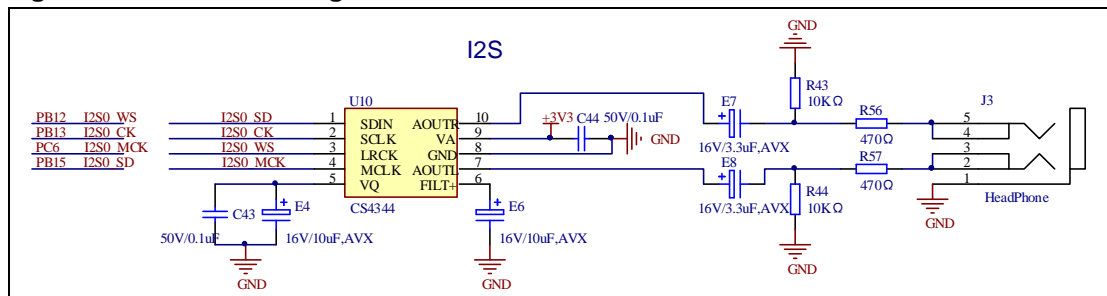 I2S
GND
U10
R43
10KΩ
J3
E7
R56
+3V3
C44
50V/0.1uF
PB12
I2S0_WS
I2S0_SD
1
SDIN
AOUTR
10
5
PB13
I2S0_CK
I2S0_CK
2
SCLK
VA
9
GND
4
PC6
I2S0_MCK
I2S0_WS
3
LRCK
GND
8
16V/3.3uF,AVX
470Ω
3
PB15
I2S0_SD
I2S0_MCK
4
MCLK
AOUTL
7
E8
R57
2
5
VQ
FILT+
6
470Ω
1
CS4344
16V/3.3uF,AVX
R44
10KΩ
HeadPhone
C43
E4
E6
50V/0.1uF
16V/10uF,AVX
16V/10uF,AVX
GND
GND
GND
GND